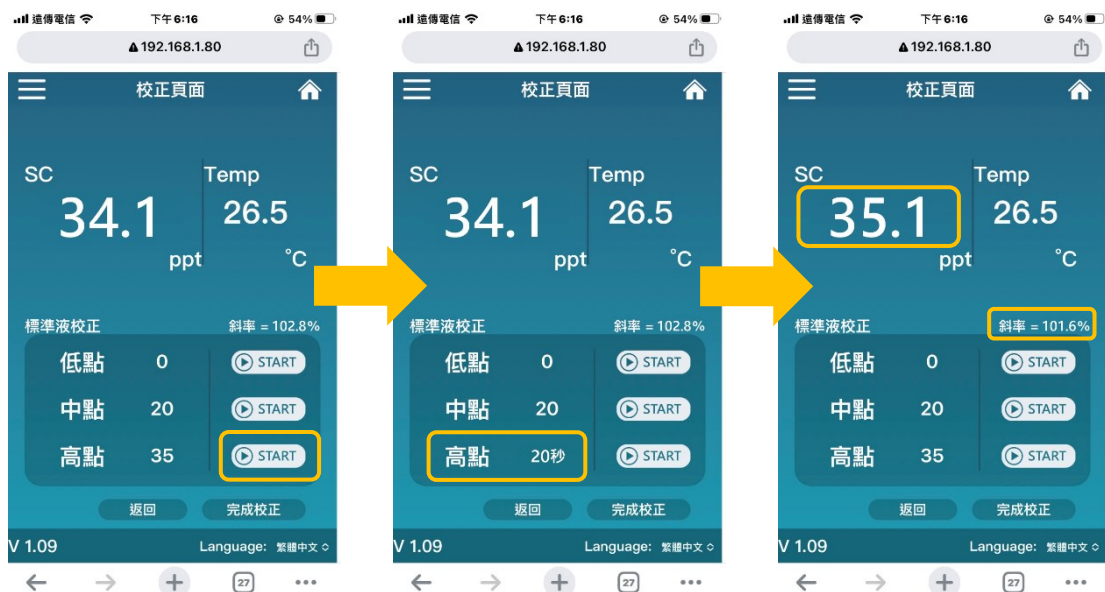 遠傳電信 下午 6:16 54%
192.168.1.80
校正頁面
SC Temp
34.1 26.5
ppt °C
標準液校正 斜率 = 102.8%
低點 0 START
中點 20 START
高點 35 START
返回 完成校正
V 1.09 Language: 繁體中文
27
遠傳電信 下午 6:16 54%
192.168.1.80
校正頁面
SC Temp
34.1 26.5
ppt °C
標準液校正 斜率 = 102.8%
低點 0 START
中點 20 START
高點 20秒 START
返回 完成校正
V 1.09 Language: 繁體中文
27
遠傳電信 下午 6:16 54%
192.168.1.80
校正頁面
SC Temp
35.1 26.5
ppt °C
標準液校正 斜率 = 101.6%
低點 0 START
中點 20 START
高點 35 START
返回 完成校正
V 1.09 Language: 繁體中文
27